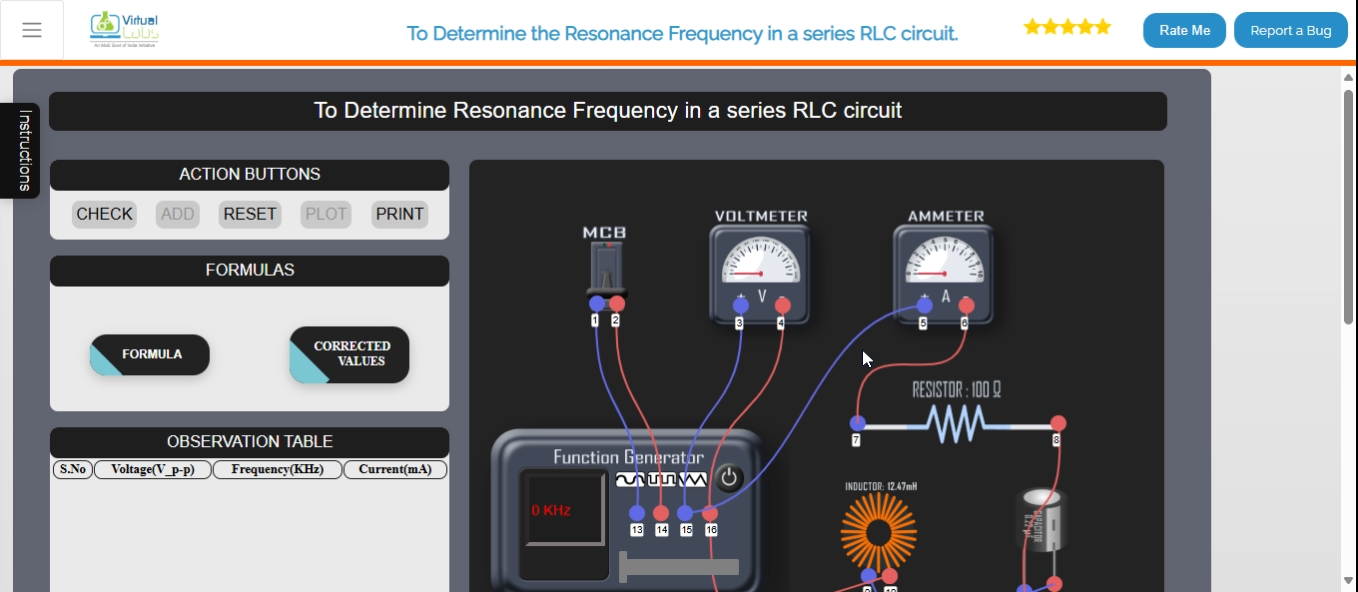 Virtual
Labs
An MoE Govt of India Initiative
To Determine the Resonance Frequency in a series RLC circuit.
Rate Me
Report a Bug
Instructions
To Determine Resonance Frequency in a series RLC circuit
ACTION BUTTONS
CHECK
ADD
RESET
PLOT
PRINT
FORMULAS
FORMULA
CORRECTED
VALUES
OBSERVATION TABLE
S.No
Voltage(V_p-p)
Frequency(KHz)
Current(mA)
MCB
1
2
VOLTMETER
+ V -
3
4
AMMETER
+ A -
5
6
RESISTOR : 100 Ω
7
8
Function Generator
0 KHz
13
14
15
16
INDUCTOR: 12.47mH
CAPACITOR